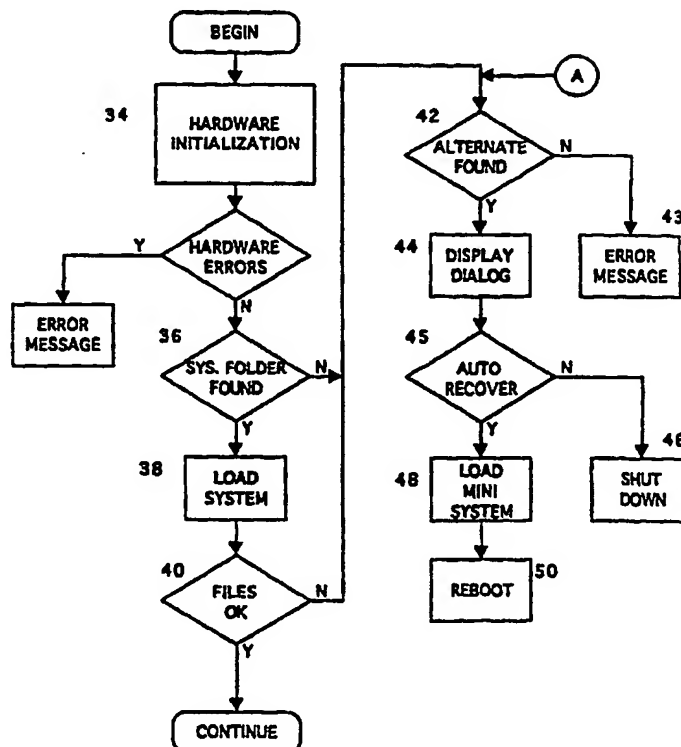 BEGIN
34
HARDWARE
INITIALIZATION
Y
HARDWARE
ERRORS
N
ERROR
MESSAGE
36
SYS. FOLDER
FOUND
N
Y
38
LOAD
SYSTEM
40
FILES
OK
N
Y
CONTINUE
A
42
ALTERNATE
FOUND
N
Y
43
ERROR
MESSAGE
44
DISPLAY
DIALOG
45
AUTO
RECOVER
N
Y
46
SHUT
DOWN
48
LOAD
MINI
SYSTEM
50
REBOOT